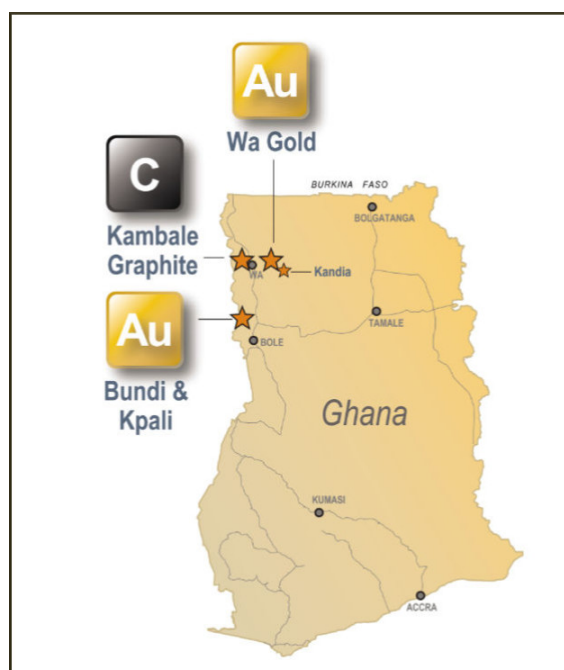 Au
Wa Gold
C
Kambale
Graphite
Au
Bundi &
Kpali
BURKINA FASO
BOLGATANGA
WA
Kandia
TAMALE
BOLE
Ghana
KUMASI
ACCRA